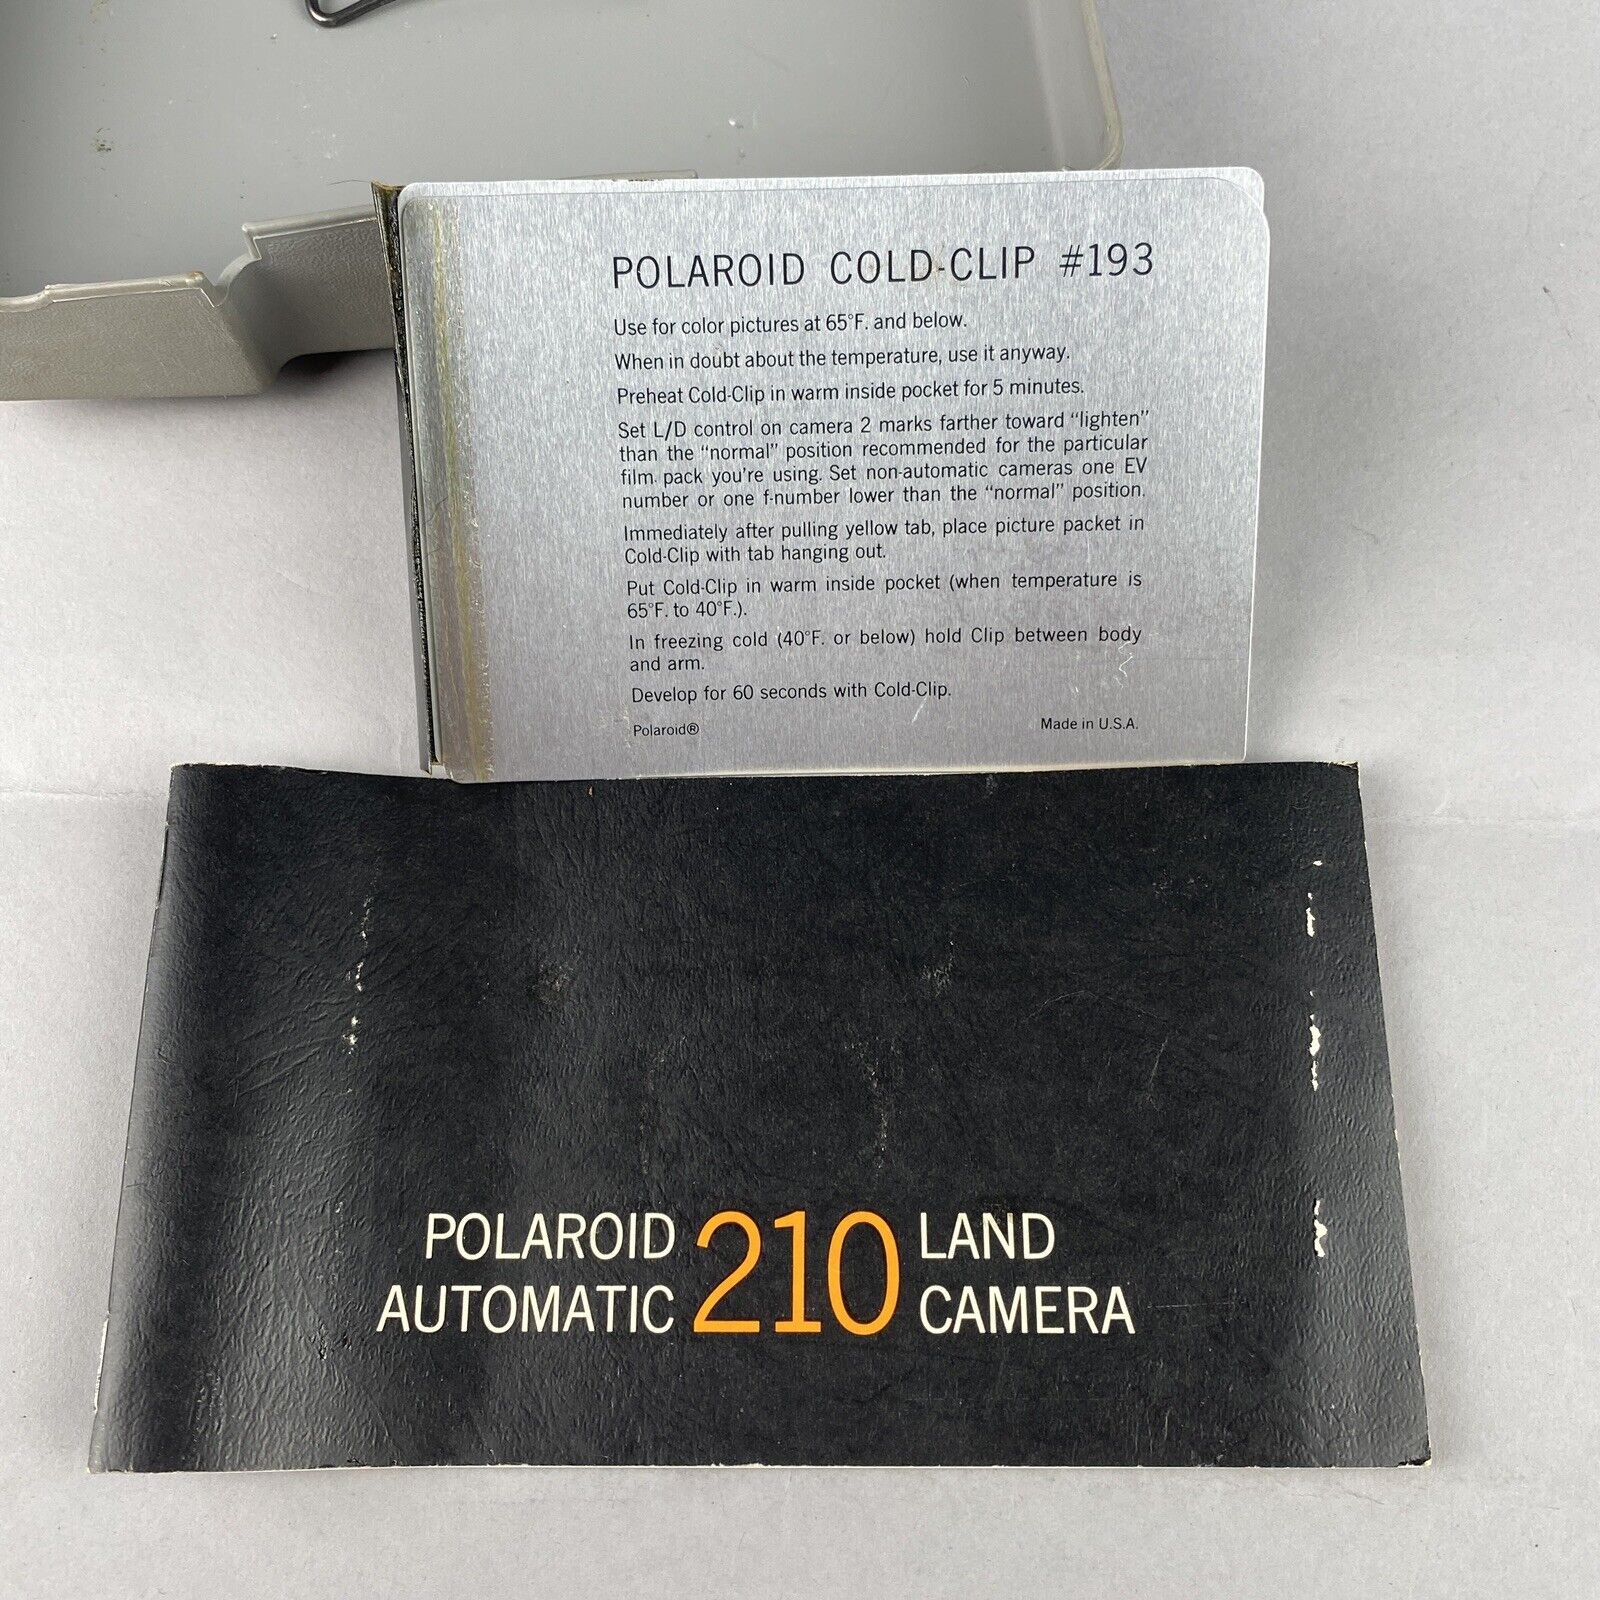 POLAROID COLD-CLIP #193
Use for color pictures at 65°F. and below.
When in doubt about the temperature, use it anyway.
Preheat Cold-Clip in warm inside pocket for 5 minutes.
Set L/D control on camera 2 marks farther toward "lighten"
than the "normal" position recommended for the particular
film pack you're using. Set non-automatic cameras one EV
number or one f-number lower than the "normal" position.
Immediately after pulling yellow tab, place picture packet in
Cold-Clip with tab hanging out.
Put Cold-Clip in warm inside pocket (when temperature is
65°F. to 40°F.).
In freezing cold (40°F. or below) hold Clip between body
and arm.
Develop for 60 seconds with Cold-Clip.
Polaroid® Made in U.S.A.
POLAROID 210 LAND
AUTOMATIC CAMERA